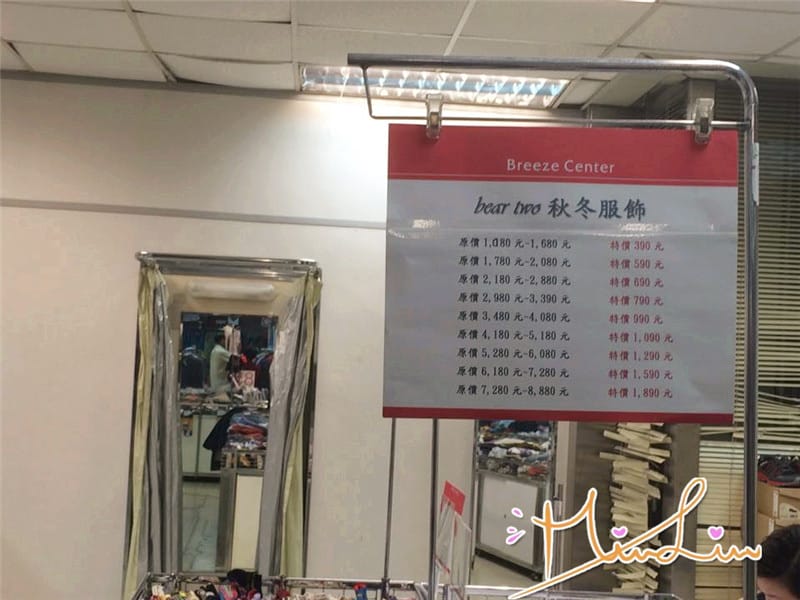 Breeze Center
bear two 秋冬服飾
原價 1,080 元-1,680 元 特價 390 元
原價 1,780 元-2,080 元 特價 590 元
原價 2,180 元-2,880 元 特價 690 元
原價 2,980 元-3,390 元 特價 790 元
原價 3,480 元-4,080 元 特價 990 元
原價 4,180 元-5,180 元 特價 1,090 元
原價 5,280 元-6,080 元 特價 1,290 元
原價 6,180 元-7,280 元 特價 1,590 元
原價 7,280 元-8,880 元 特價 1,890 元
MinLin